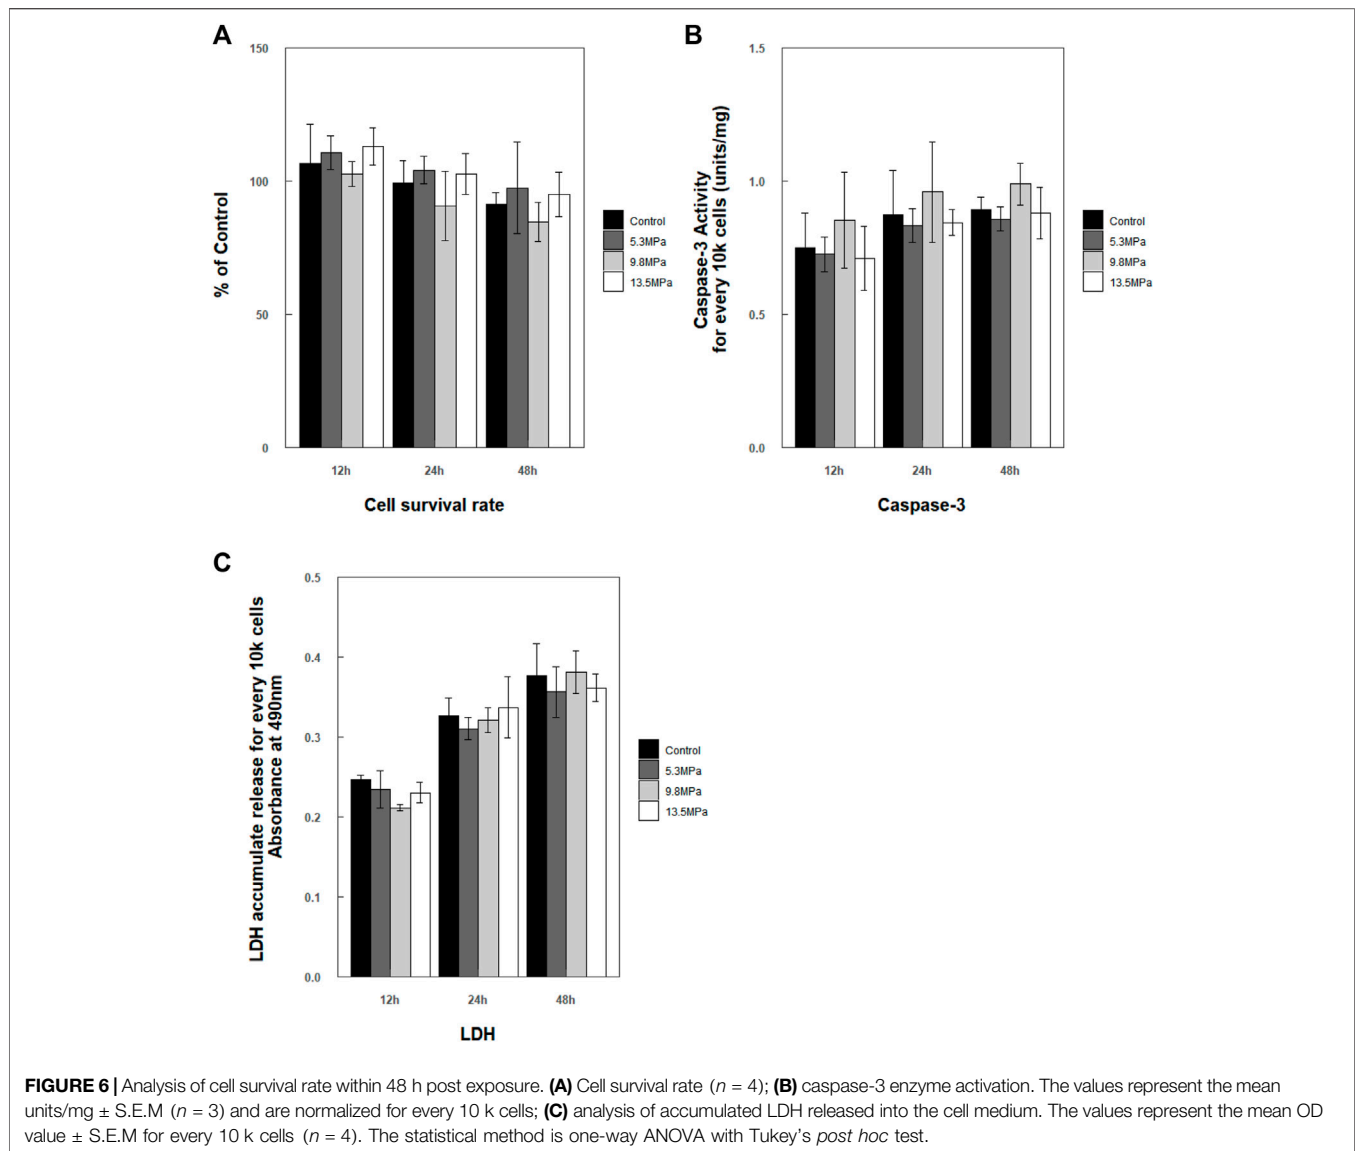 A
150
100
50
0
% of Control
12h
24h
48h
Cell survival rate
Control
5.3MPa
9.8MPa
13.5MPa
B
1.5
1.0
0.5
0.0
Caspase-3 Activity
for every 10k cells (units/mg)
12h
24h
48h
Caspase-3
Control
5.3MPa
9.8MPa
13.5MPa
C
0.5
0.4
0.3
0.2
0.1
0.0
LDH accumulate release for every 10k cells
Absorbance at 490nm
12h
24h
48h
LDH
Control
5.3MPa
9.8MPa
13.5MPa
FIGURE 6 | Analysis of cell survival rate within 48 h post exposure. (A) Cell survival rate (n = 4); (B) caspase-3 enzyme activation. The values represent the mean
units/mg ± S.E.M (n = 3) and are normalized for every 10 k cells; (C) analysis of accumulated LDH released into the cell medium. The values represent the mean OD
value ± S.E.M for every 10 k cells (n = 4). The statistical method is one-way ANOVA with Tukey’s post hoc test.